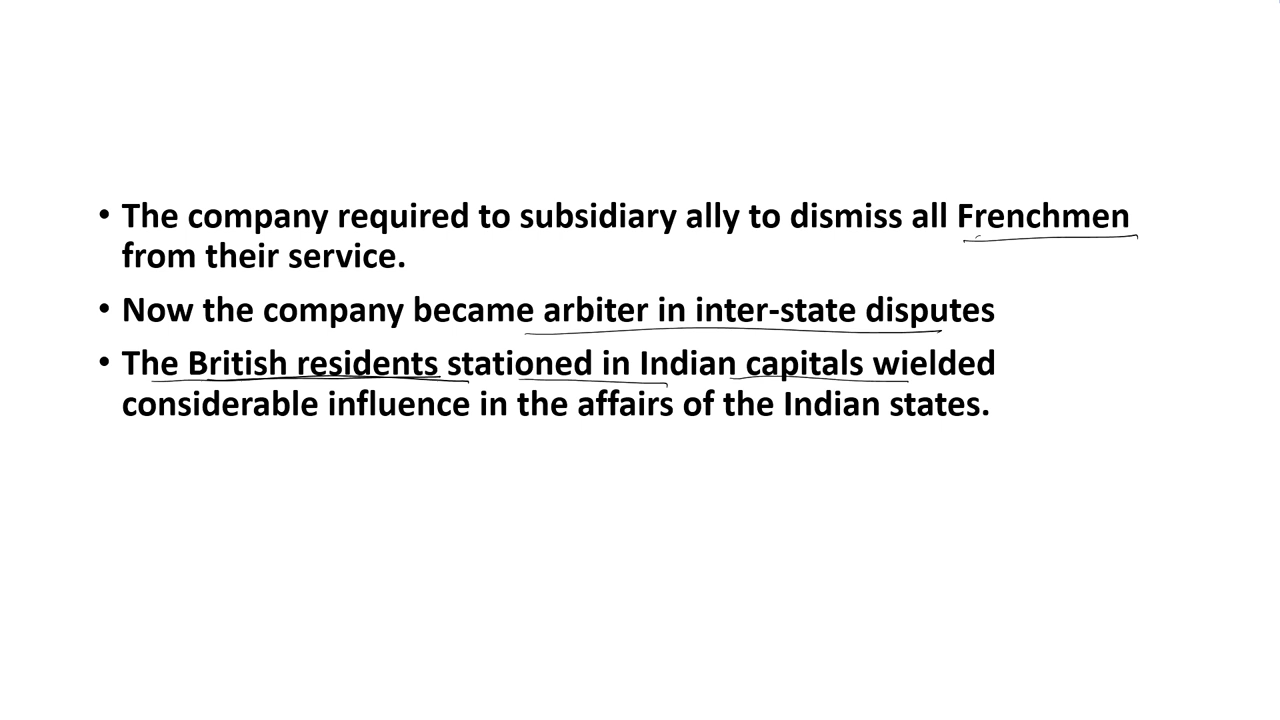 • The company required to subsidiary ally to dismiss all Frenchmen
from their service.
• Now the company became arbiter in inter-state disputes
• The British residents stationed in Indian capitals wielded
considerable influence in the affairs of the Indian states.